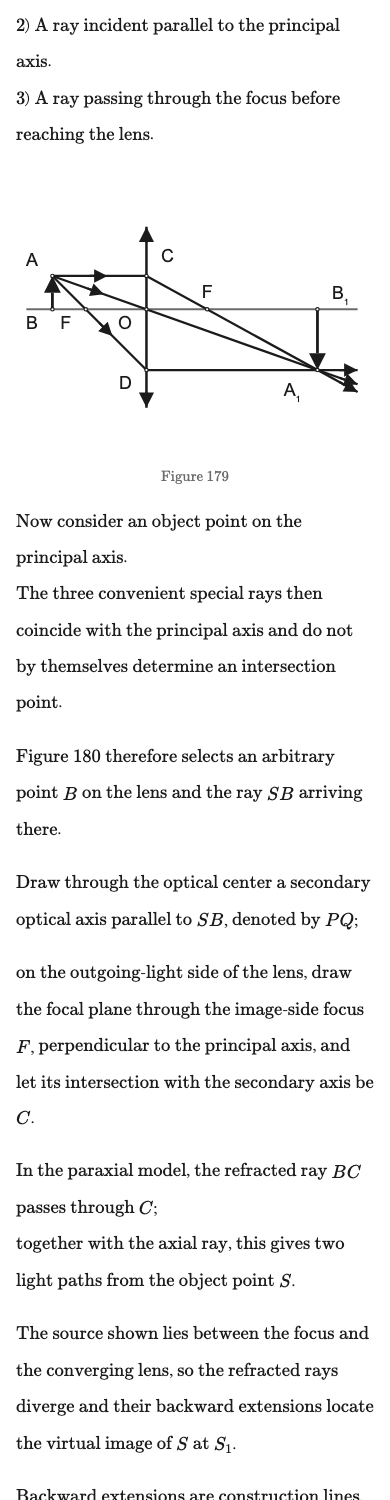 2) A ray incident parallel to the principal
axis.
3) A ray passing through the focus before
reaching the lens.
A
C
F
B₁
B F
O
D
A₁
Figure 179
Now consider an object point on the
principal axis.
The three convenient special rays then
coincide with the principal axis and do not
by themselves determine an intersection
point.
Figure 180 therefore selects an arbitrary
point B on the lens and the ray SB arriving
there.
Draw through the optical center a secondary
optical axis parallel to SB, denoted by PQ;
on the outgoing-light side of the lens, draw
the focal plane through the image-side focus
F, perpendicular to the principal axis, and
let its intersection with the secondary axis be
C.
In the paraxial model, the refracted ray BC
passes through C;
together with the axial ray, this gives two
light paths from the object point S.
The source shown lies between the focus and
the converging lens, so the refracted rays
diverge and their backward extensions locate
the virtual image of S at S₁.
Backward extensions are construction lines